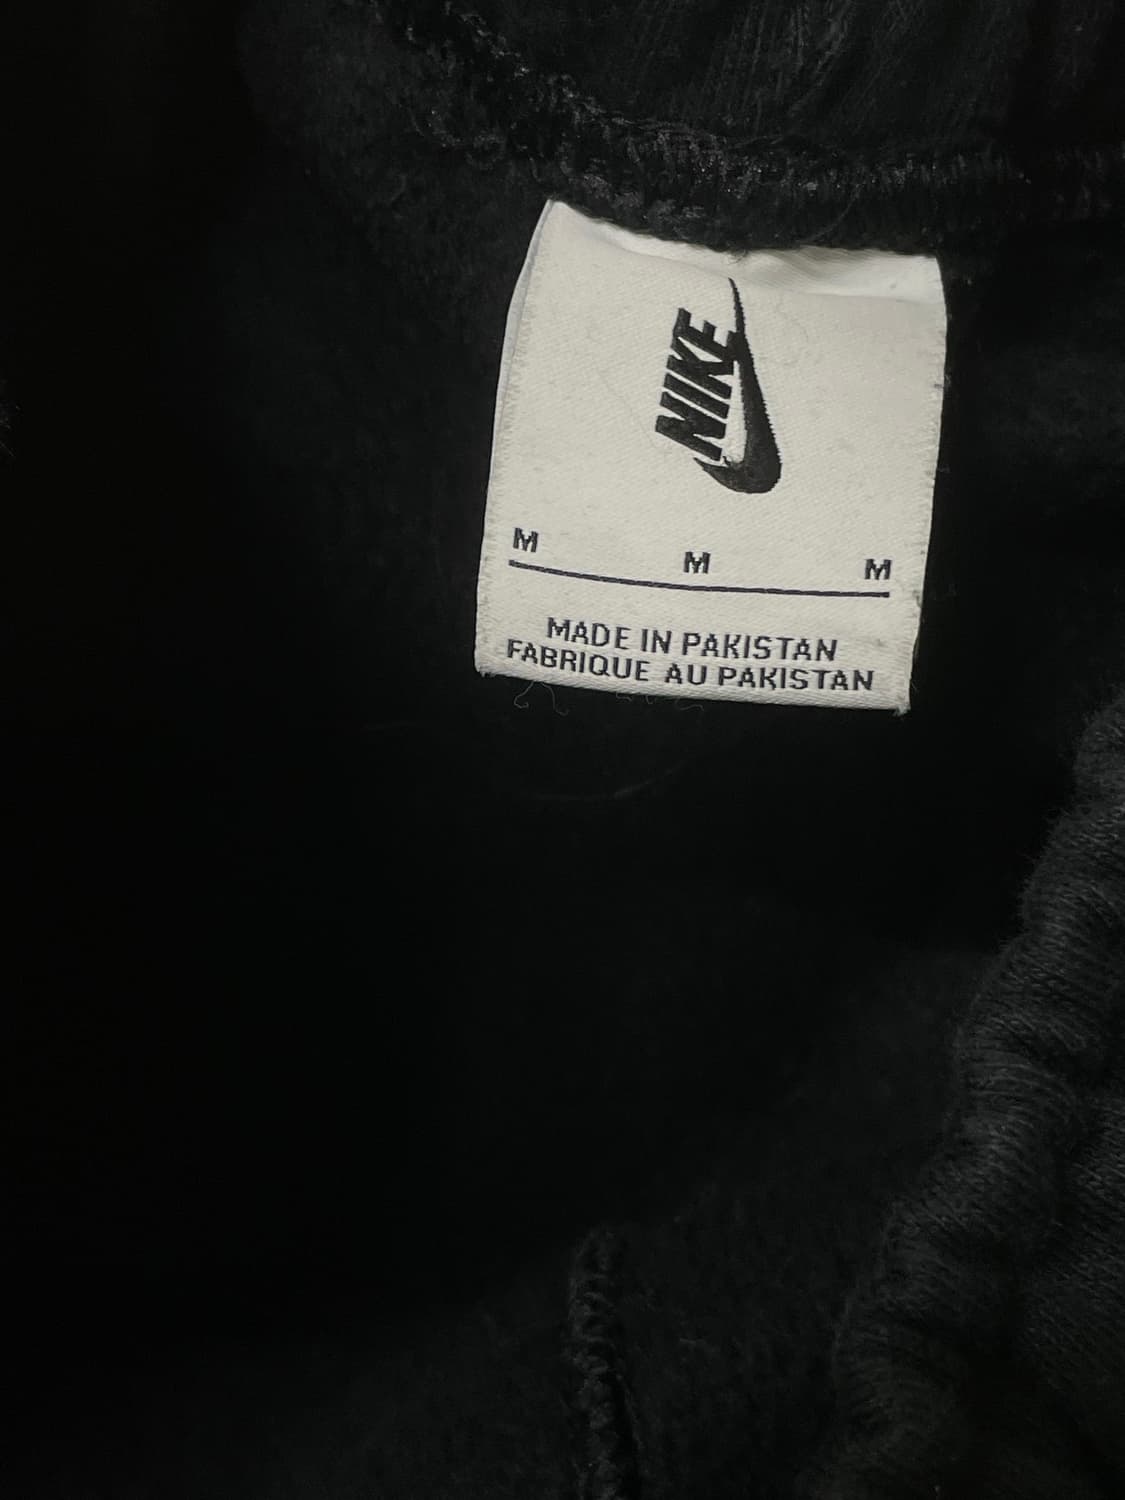 NIKE
M M M
MADE IN PAKISTAN
FABRIQUE AU PAKISTAN